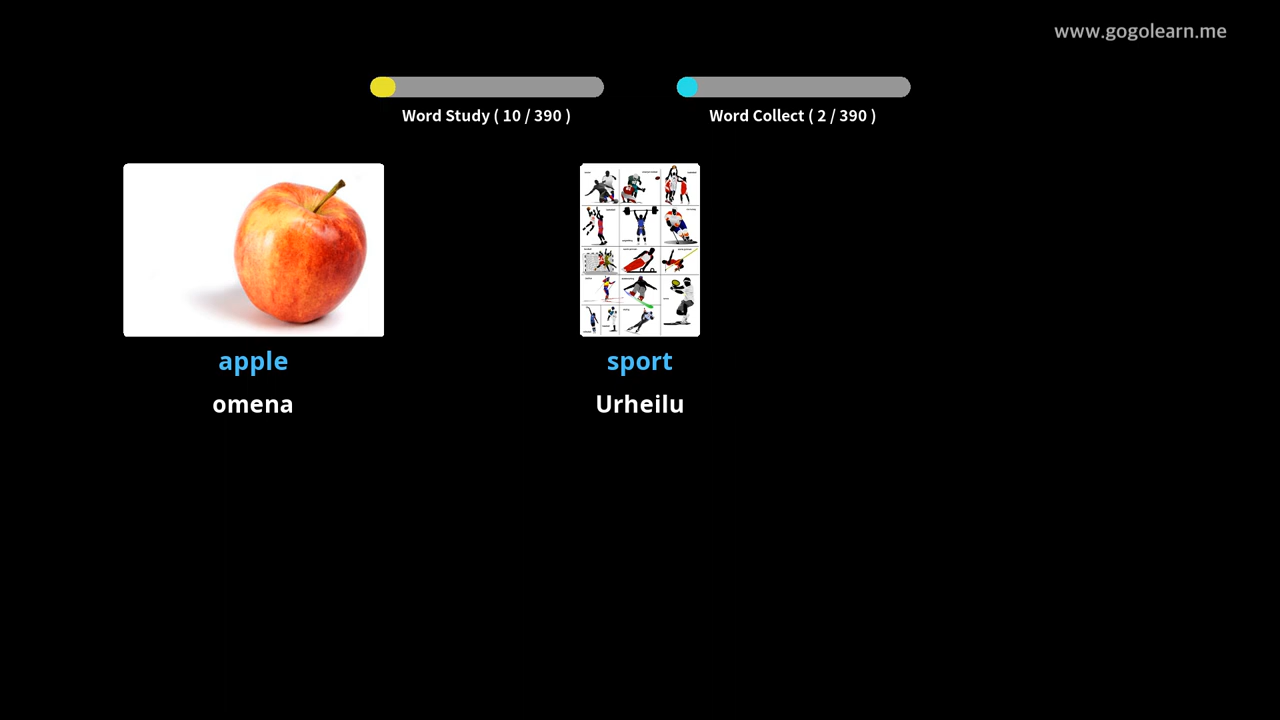 www.gogolearn.me
Word Study ( 10 / 390 )
Word Collect ( 2 / 390 )
apple
sport
omena
Urheilu